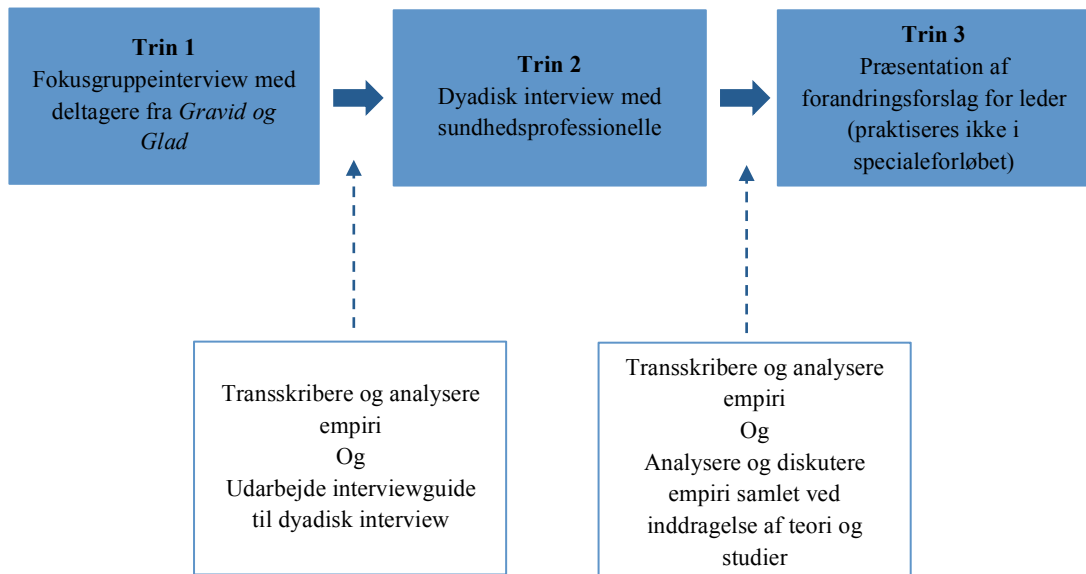 Trin 1
Fokusgruppeinterview med
deltagere fra Gravid og
Glad
Trin 2
Dyadisk interview med
sundhedsprofessionelle
Trin 3
Præsentation af
forandringsforslag for leder
(praktiseres ikke i
specialeforløbet)
Transskribere og analysere
empiri
Og
Udarbejde interviewguide
til dyadisk interview
Transskribere og analysere
empiri
Og
Analysere og diskutere
empiri samlet ved
inddragelse af teori og
studier